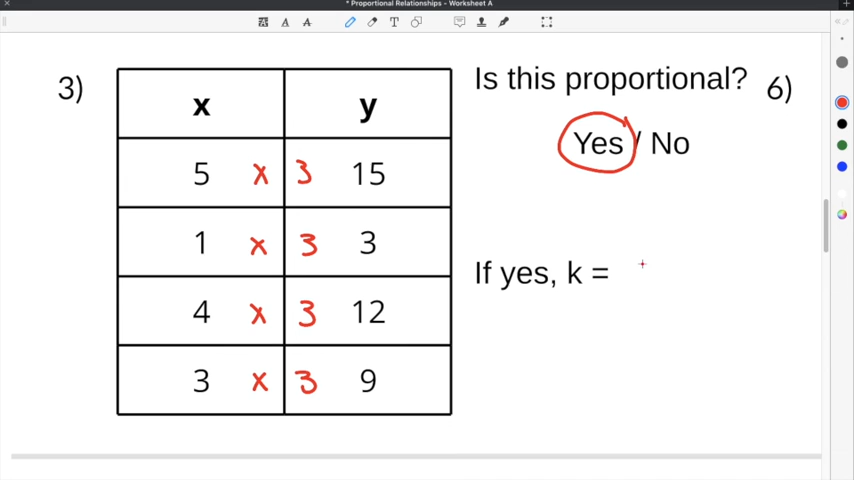 * Proportional Relationships - Worksheet A
A A T
3)
x y
5 x 3 15
1 x 3 3
4 x 3 12
3 x 3 9
Is this proportional?
Yes / No
If yes, k =
6)